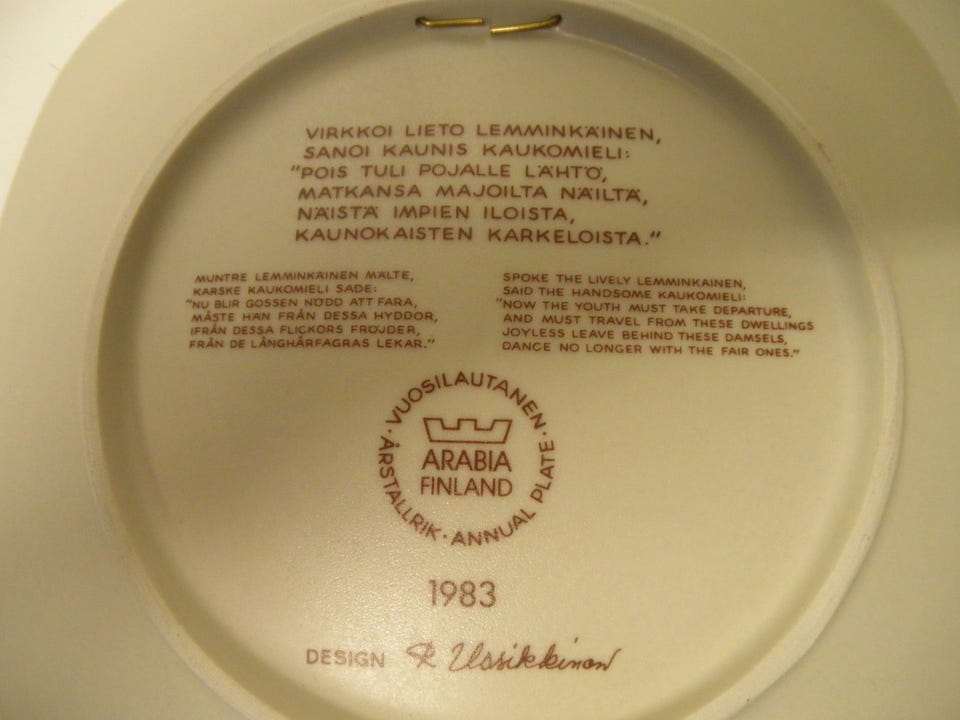 VIRKKOI LIETO LEMMINKÄINEN,
SANOI KAUNIS KAUKOMIELI:
"POIS TULI POJALLE LÄHTÖ,
MATKANSA MAJOILTA NÄILTÄ,
NÄISTÄ IMPIEN ILOISTA,
KAUNOKAISTEN KARKELOISTA."
MUNTRE LEMMINKÄINEN MÄLTE,
KARSKE KAUKOMIELI SADE:
"NU BLIR GOSSEN NÖDD ATT FARA,
MÅSTE HAN FRÅN DESSA HYDDOR,
IFRÅN DESSA FLICKORS FRÖJDER,
FRÅN DE LÅNGHÅRFAGRAS LEKAR."
SPOKE THE LIVELY LEMMINKAINEN,
SAID THE HANDSOME KAUKOMIELI:
"NOW THE YOUTH MUST TAKE DEPARTURE,
AND MUST TRAVEL FROM THESE DWELLINGS
JOYLESS LEAVE BEHIND THESE DAMSELS,
DANCE NO LONGER WITH THE FAIR ONES."
· VUOSILAUTANEN · ANNUAL PLATE · ÅRSTALLRIK
ARABIA
FINLAND
1983
DESIGN R Uosikkinen